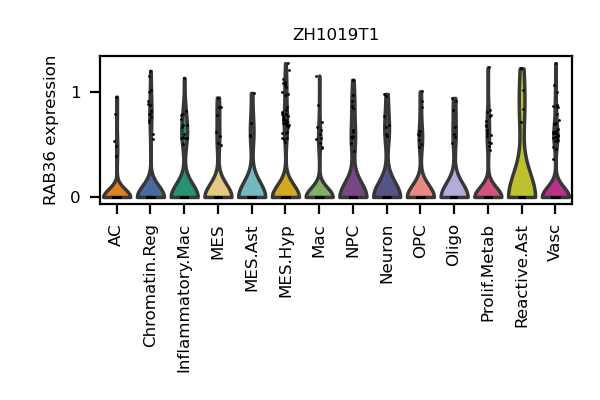 ZH1019T1
RAB36 expression
1
0
AC
Chromatin.Reg
Inflammatory.Mac
MES
MES.Ast
MES.Hyp
Mac
NPC
Neuron
OPC
Oligo
Prolif.Metab
Reactive.Ast
Vasc